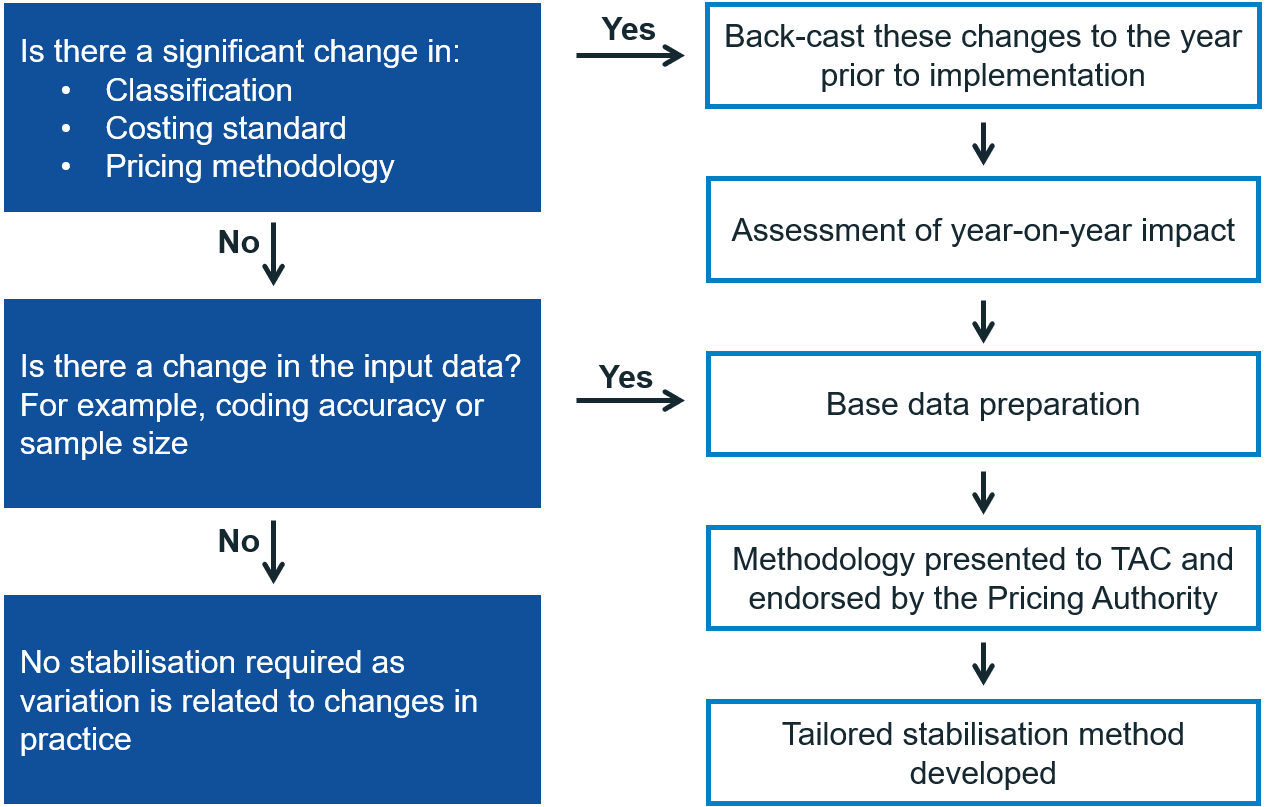 Is there a significant change in:
• Classification
• Costing standard
• Pricing methodology
Yes
Back-cast these changes to the year
prior to implementation
No
Assessment of year-on-year impact
Is there a change in the input data?
For example, coding accuracy or
sample size
Yes
Base data preparation
No
Methodology presented to TAC and
endorsed by the Pricing Authority
No stabilisation required as
variation is related to changes in
practice
Tailored stabilisation method
developed